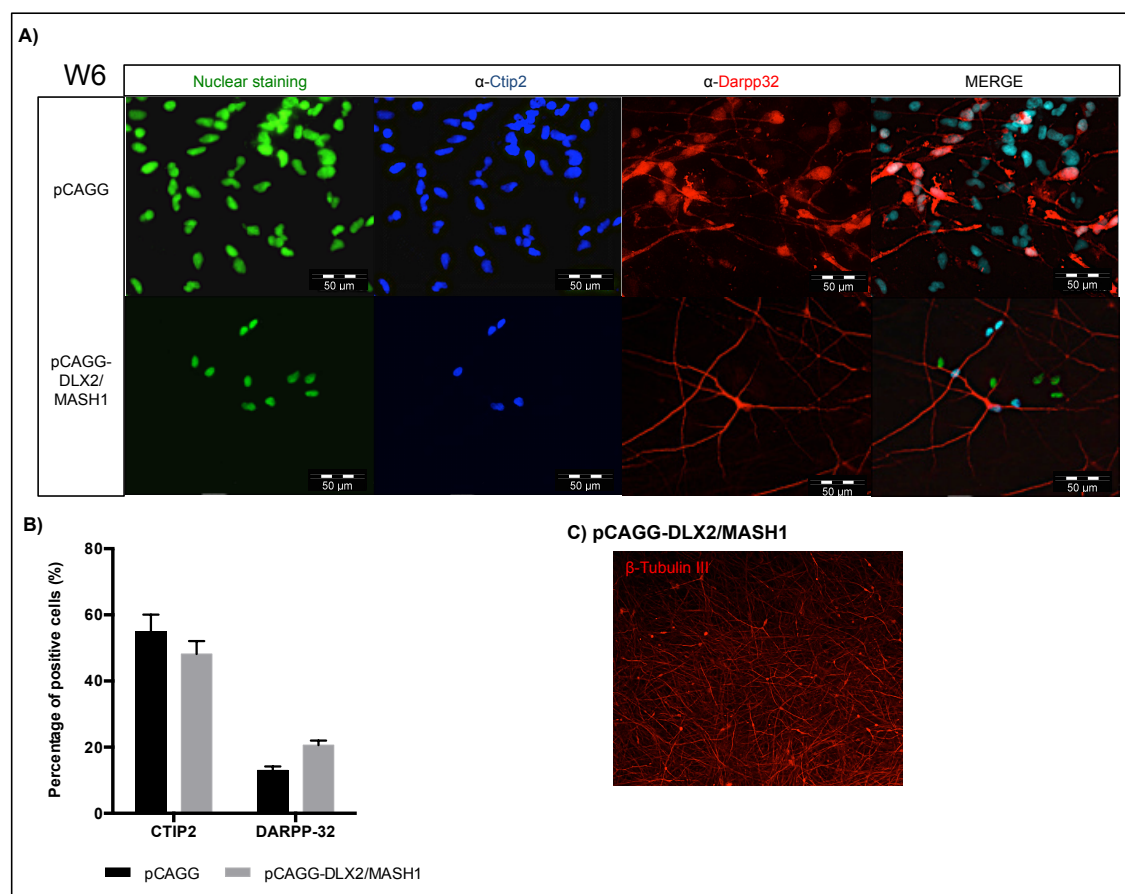 A)
W6
Nuclear staining
α-Ctip2
α-Darpp32
MERGE
pCAGG
50 µm
50 µm
50 µm
50 µm
pCAGG-
DLX2/
MASH1
50 µm
50 µm
50 µm
50 µm
B)
Percentage of positive cells (%)
80
60
40
20
0
CTIP2
DARPP-32
pCAGG
pCAGG-DLX2/MASH1
C) pCAGG-DLX2/MASH1
β-Tubulin III